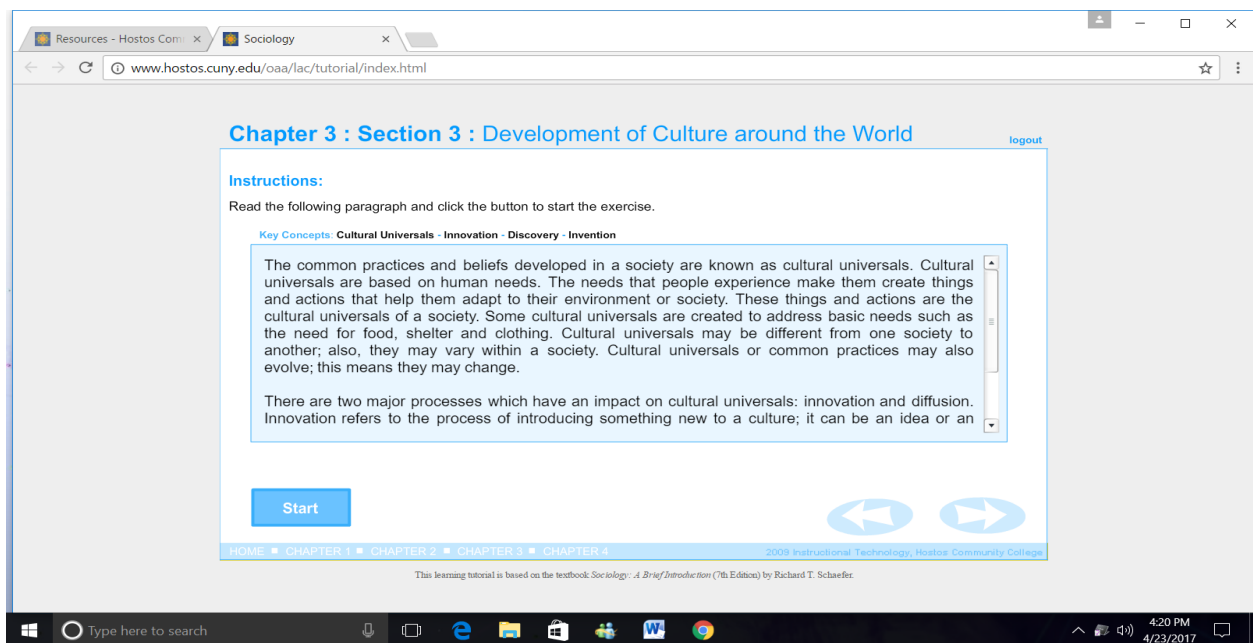 Resources - Hostos Com
Sociology
www.hostos.cuny.edu/oaa/lac/tutorial/index.html
Chapter 3 : Section 3 : Development of Culture around the World
logout
Instructions:
Read the following paragraph and click the button to start the exercise.
Key Concepts: Cultural Universals - Innovation - Discovery - Invention
The common practices and beliefs developed in a society are known as cultural universals. Cultural
universals are based on human needs. The needs that people experience make them create things
and actions that help them adapt to their environment or society. These things and actions are the
cultural universals of a society. Some cultural universals are created to address basic needs such as
the need for food, shelter and clothing. Cultural universals may be different from one society to
another; also, they may vary within a society. Cultural universals or common practices may also
evolve; this means they may change.
There are two major processes which have an impact on cultural universals: innovation and diffusion.
Innovation refers to the process of introducing something new to a culture; it can be an idea or an
Start
HOME ■ CHAPTER 1 ■ CHAPTER 2 ■ CHAPTER 3 ■ CHAPTER 4
2009 Instructional Technology, Hostos Community College
This learning tutorial is based on the textbook Sociology: A Brief Introduction (7th Edition) by Richard T. Schaefer.
Type here to search
4:20 PM
4/23/2017